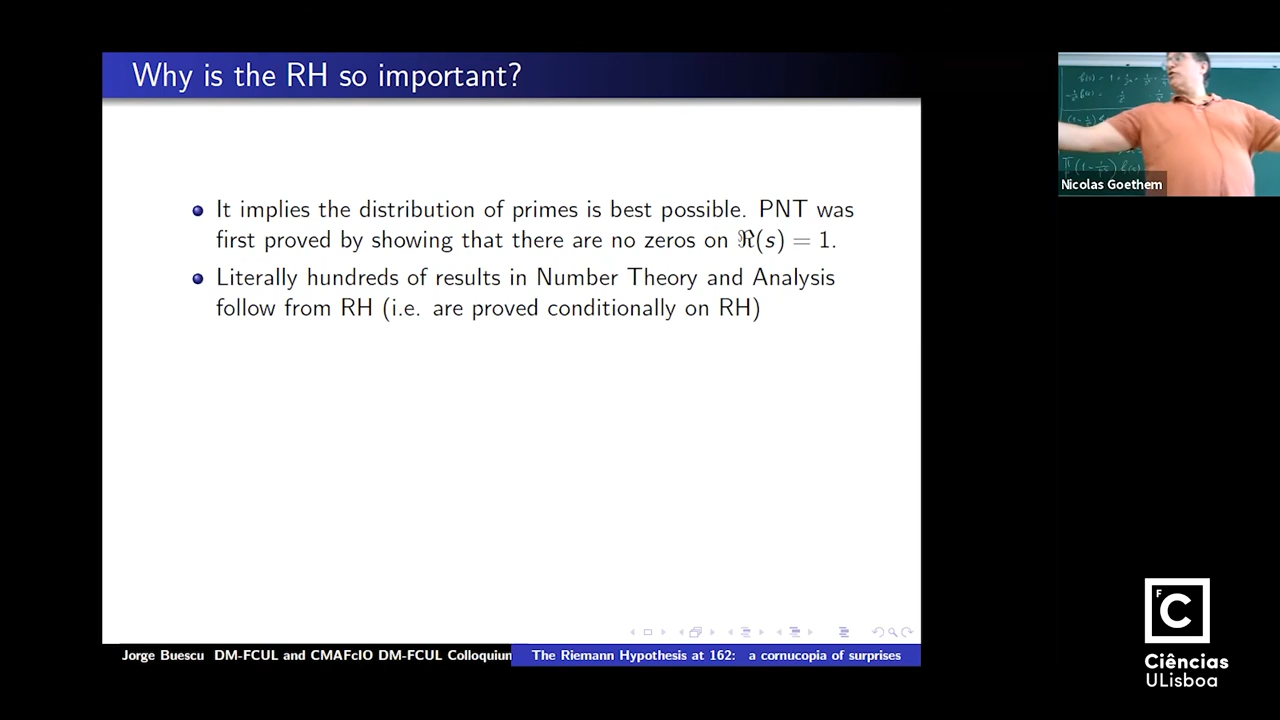 Why is the RH so important?
It implies the distribution of primes is best possible. PNT was
first proved by showing that there are no zeros on ℜ(s) = 1.
Literally hundreds of results in Number Theory and Analysis
follow from RH (i.e. are proved conditionally on RH)
Jorge Buescu DM-FCUL and CMAFcIO DM-FCUL Colloquium
The Riemann Hypothesis at 162: a cornucopia of surprises
Nicolas Goethem
F
C
Ciências
ULisboa